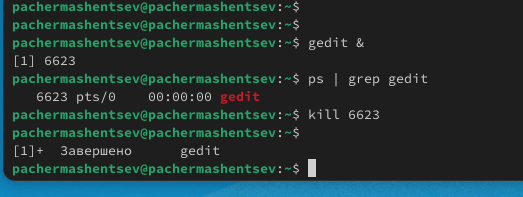 pachermashentsev@pachermashentsev:~$
pachermashentsev@pachermashentsev:~$
pachermashentsev@pachermashentsev:~$ gedit &
[1] 6623
pachermashentsev@pachermashentsev:~$ ps | grep gedit
   6623 pts/0    00:00:00 gedit
pachermashentsev@pachermashentsev:~$ kill 6623
pachermashentsev@pachermashentsev:~$
[1]+  Завершено      gedit
pachermashentsev@pachermashentsev:~$